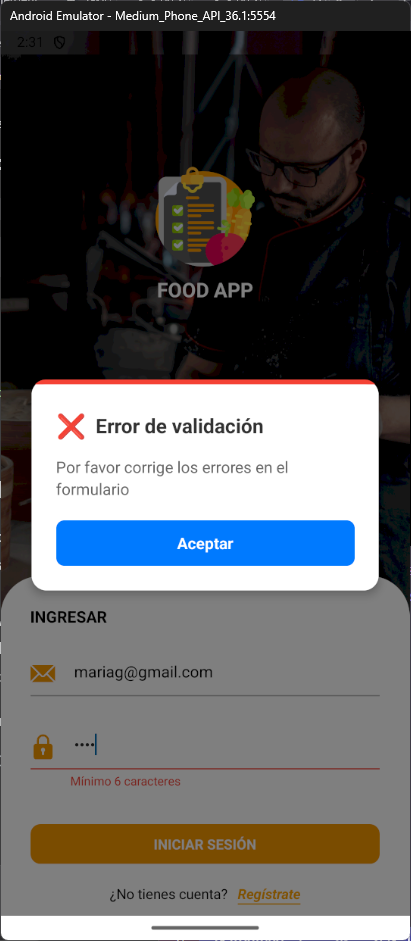 Android Emulator - Medium_Phone_API_36.1:5554
2:31
FOOD APP
❌ Error de validación
Por favor corrige los errores en el
formulario
Aceptar
INGRESAR
mariag@gmail.com
••••
Mínimo 6 caracteres
INICIAR SESIÓN
¿No tienes cuenta? Regístrate